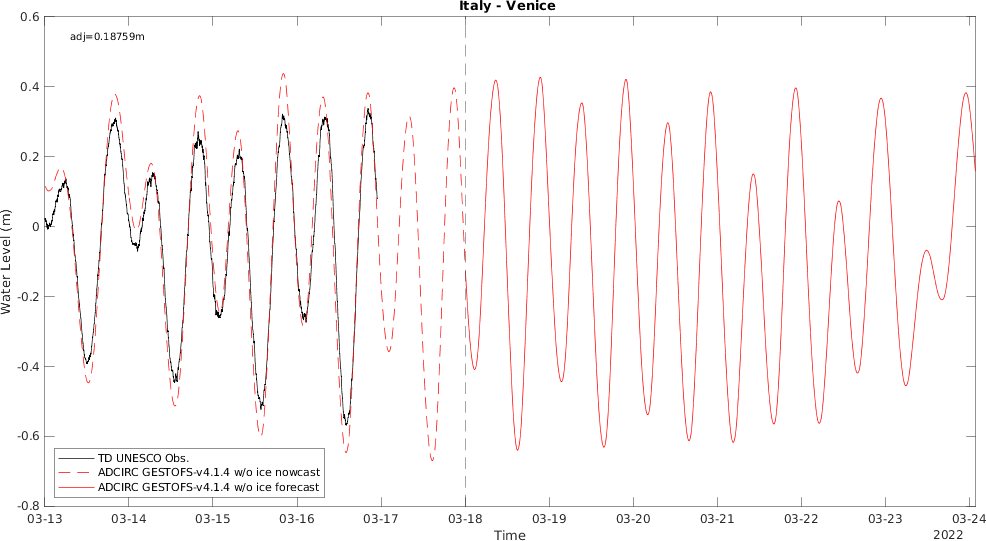 Italy - Venice
adj=0.18759m
Water Level (m)
0.6
0.4
0.2
0
-0.2
-0.4
-0.6
-0.8
TD UNESCO Obs.
ADCIRC GESTOFS-v4.1.4 w/o ice nowcast
ADCIRC GESTOFS-v4.1.4 w/o ice forecast
03-13 03-14 03-15 03-16 03-17 03-18 03-19 03-20 03-21 03-22 03-23 03-24
Time
2022